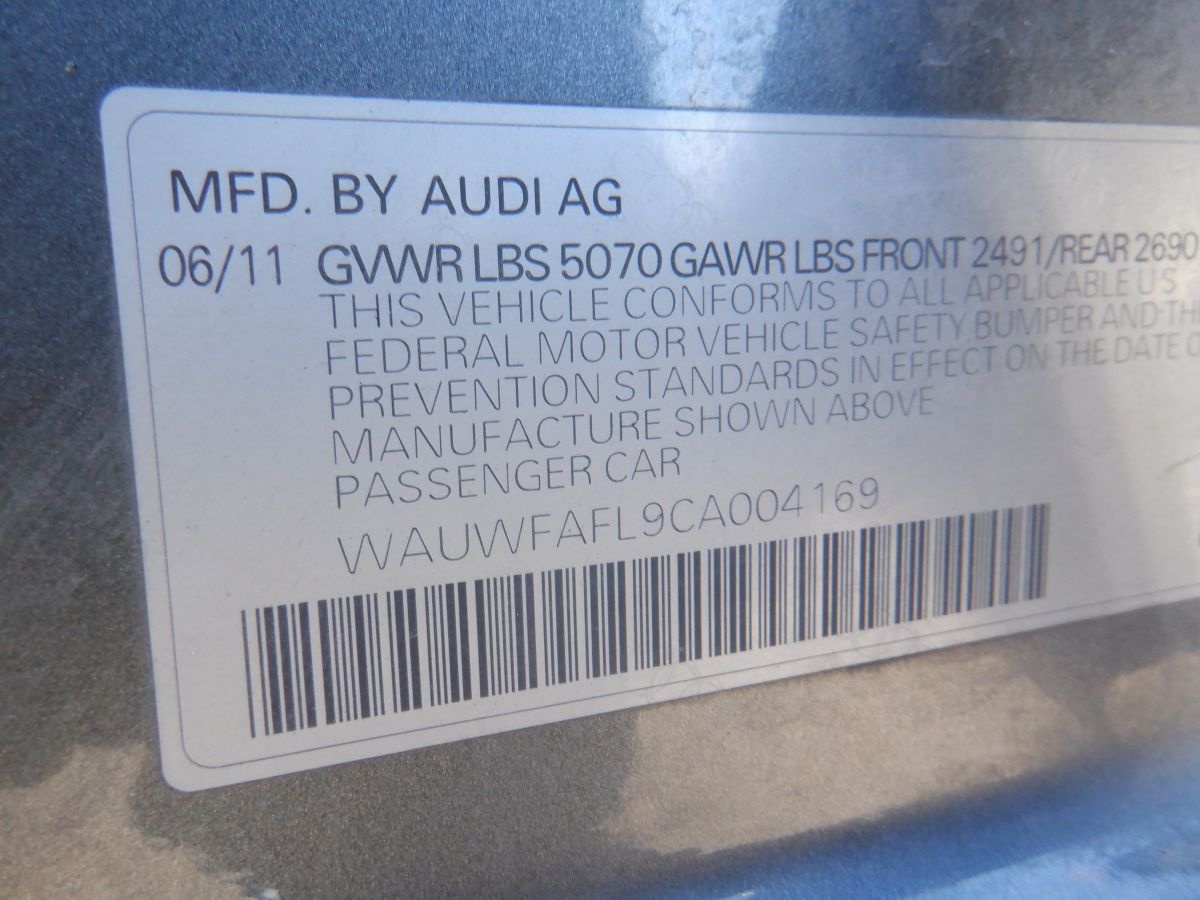 MFD. BY AUDI AG
06/11 GVWR LBS 5070 GAWR LBS FRONT 2491/REAR 2690
THIS VEHICLE CONFORMS TO ALL APPLICABLE U.S.
FEDERAL MOTOR VEHICLE SAFETY, BUMPER AND
PREVENTION STANDARDS IN EFFECT ON THE DATE
MANUFACTURE SHOWN ABOVE
PASSENGER CAR
WAUWFAFL9CA004169